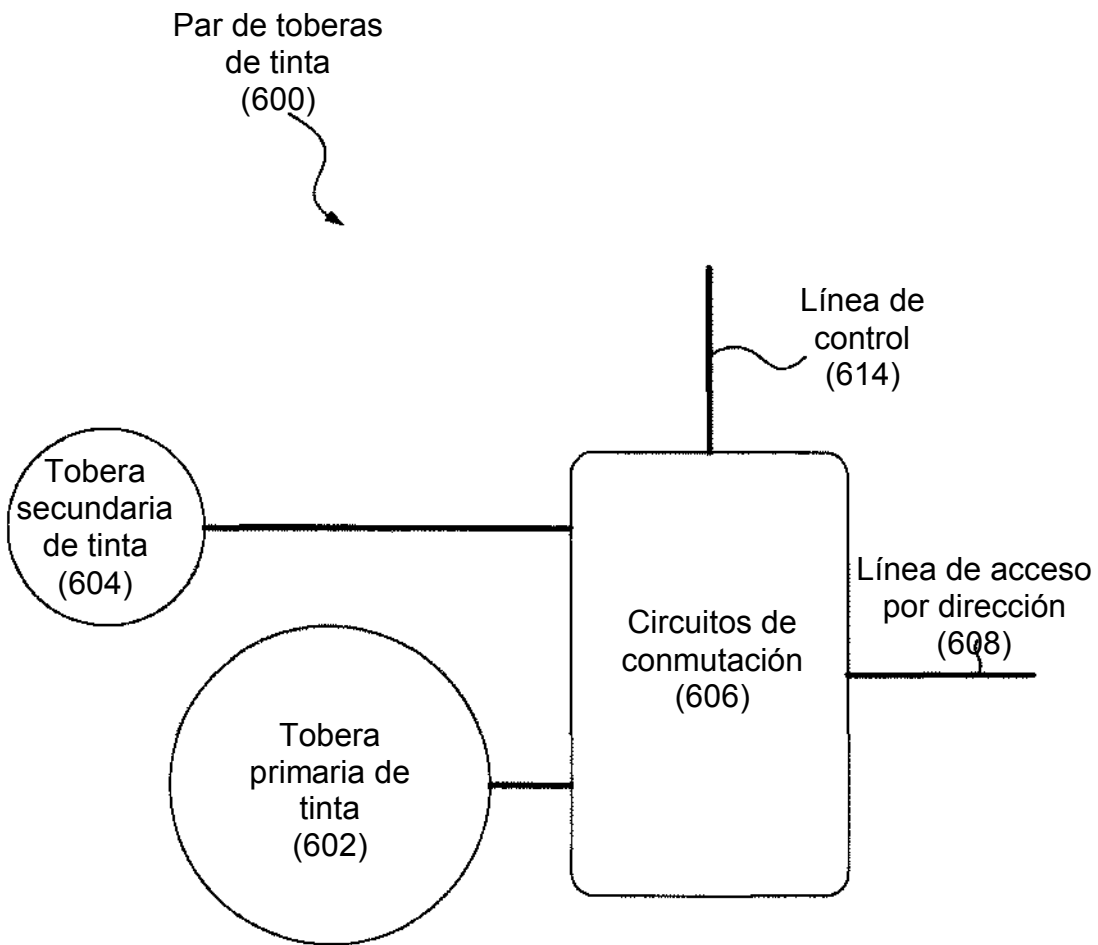 Par de toberas
de tinta
(600)
Línea de
control
(614)
Tobera
secundaria
de tinta
(604)
Línea de acceso
por dirección
(608)
Circuitos de
conmutación
(606)
Tobera
primaria de
tinta
(602)